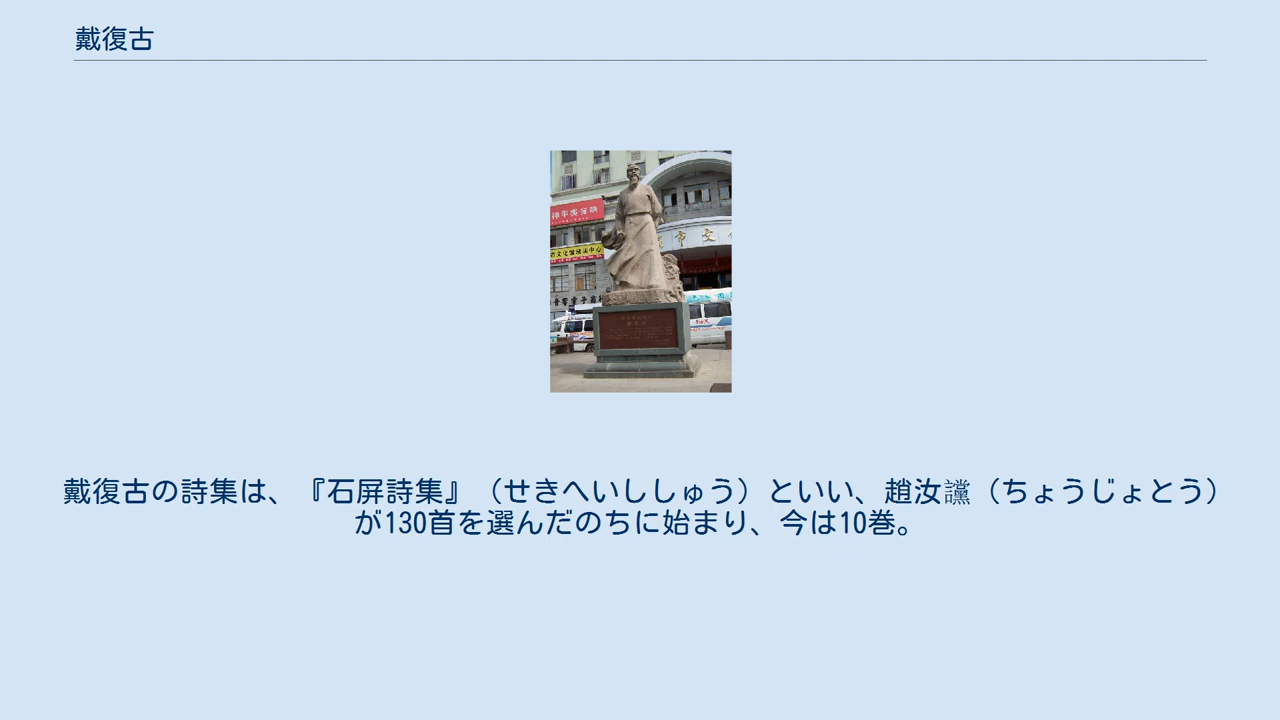 戴復古
市文
戴復古の詩集は、『石屏詩集』（せきへいししゅう）といい、趙汝讜（ちょうじょとう）
が130首を選んだのちに始まり、今は10巻。